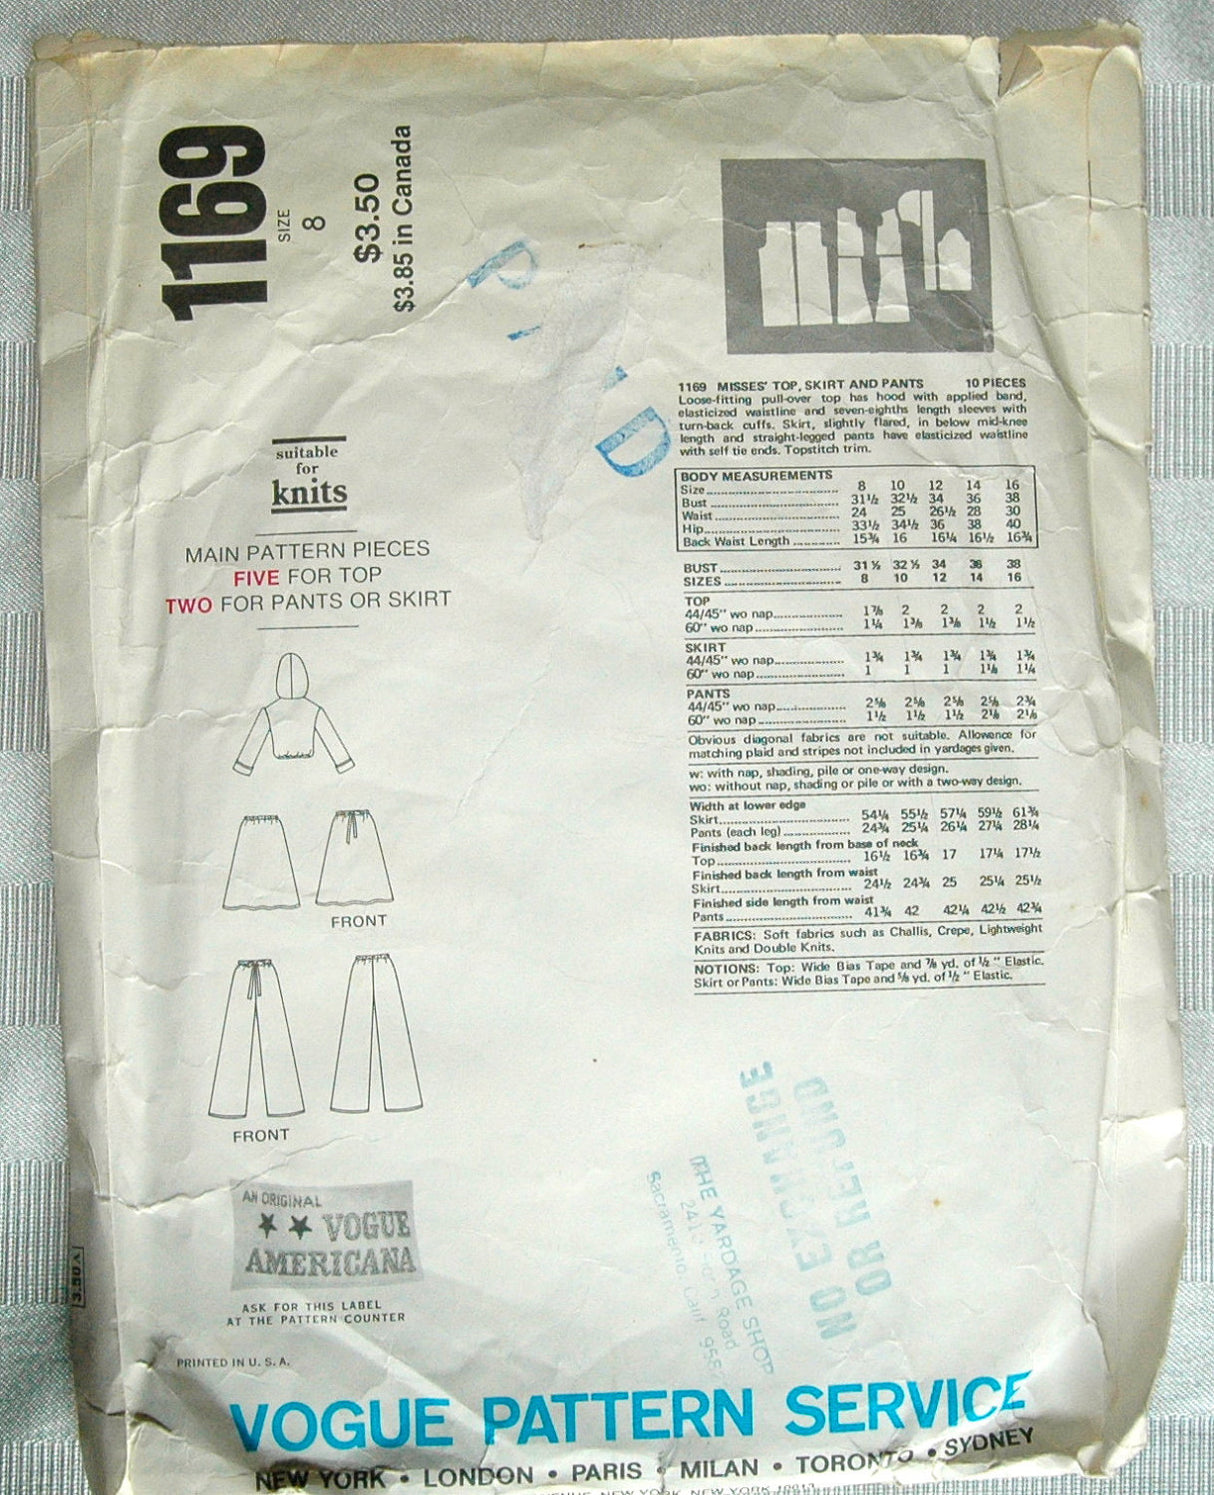 1169
SIZE
8
$3.50
$3.85 in Canada
suitable
for
knits
MAIN PATTERN PIECES
FIVE FOR TOP
TWO FOR PANTS OR SKIRT
FRONT
FRONT
AN ORIGINAL
VOGUE
AMERICANA
ASK FOR THIS LABEL
AT THE PATTERN COUNTER
PRINTED IN U. S. A.
3.50 A
1169 MISSES' TOP, SKIRT AND PANTS 10 PIECES
Loose-fitting pull-over top has hood with applied band,
elasticized waistline and seven-eighths length sleeves with
turn-back cuffs. Skirt, slightly flared, in below mid-knee
length and straight-legged pants have elasticized waistline
with self tie ends. Topstitch trim.
BODY MEASUREMENTS
Size 8 10 12 14 16
Bust 31½ 32½ 34 36 38
Waist 24 25 26½ 28 30
Hip 33½ 34½ 36 38 40
Back Waist Length 15¾ 16 16¼ 16½ 16¾
BUST 31½ 32½ 34 36 38
SIZES 8 10 12 14 16
TOP
44/45" wo nap 1⅞ 2 2 2 2
60" wo nap 1¼ 1⅜ 1⅜ 1½ 1½
SKIRT
44/45" wo nap 1¾ 1¾ 1¾ 1¾ 1¾
60" wo nap 1 1 1 1⅛ 1¼
PANTS
44/45" wo nap 2⅝ 2⅝ 2⅝ 2⅝ 2¾
60" wo nap 1½ 1½ 1½ 2⅛ 2⅛
Obvious diagonal fabrics are not suitable. Allowance for
matching plaid and stripes not included in yardages given.
w: with nap, shading, pile or one-way design.
wo: without nap, shading or pile or with a two-way design.
Width at lower edge
Skirt 54¼ 55½ 57¼ 59½ 61¾
Pants (each leg) 24¾ 25¼ 26¼ 27¼ 28¼
Finished back length from base of neck
Top 16½ 16¾ 17 17¼ 17½
Finished back length from waist
Skirt 24½ 24¾ 25 25¼ 25½
Finished side length from waist
Pants 41¾ 42 42¼ 42½ 42¾
FABRICS: Soft fabrics such as Challis, Crepe, Lightweight
Knits and Double Knits.
NOTIONS: Top: Wide Bias Tape and ⅞ yd. of ½" Elastic.
Skirt or Pants: Wide Bias Tape and ⅝ yd. of ½" Elastic.
NO EXCHANGE
OR REFUND
THE YARDAGE SHOP
Road
Sacramento, Calif.
VOGUE PATTERN SERVICE
NEW YORK • LONDON • PARIS • MILAN • TORONTO • SYDNEY